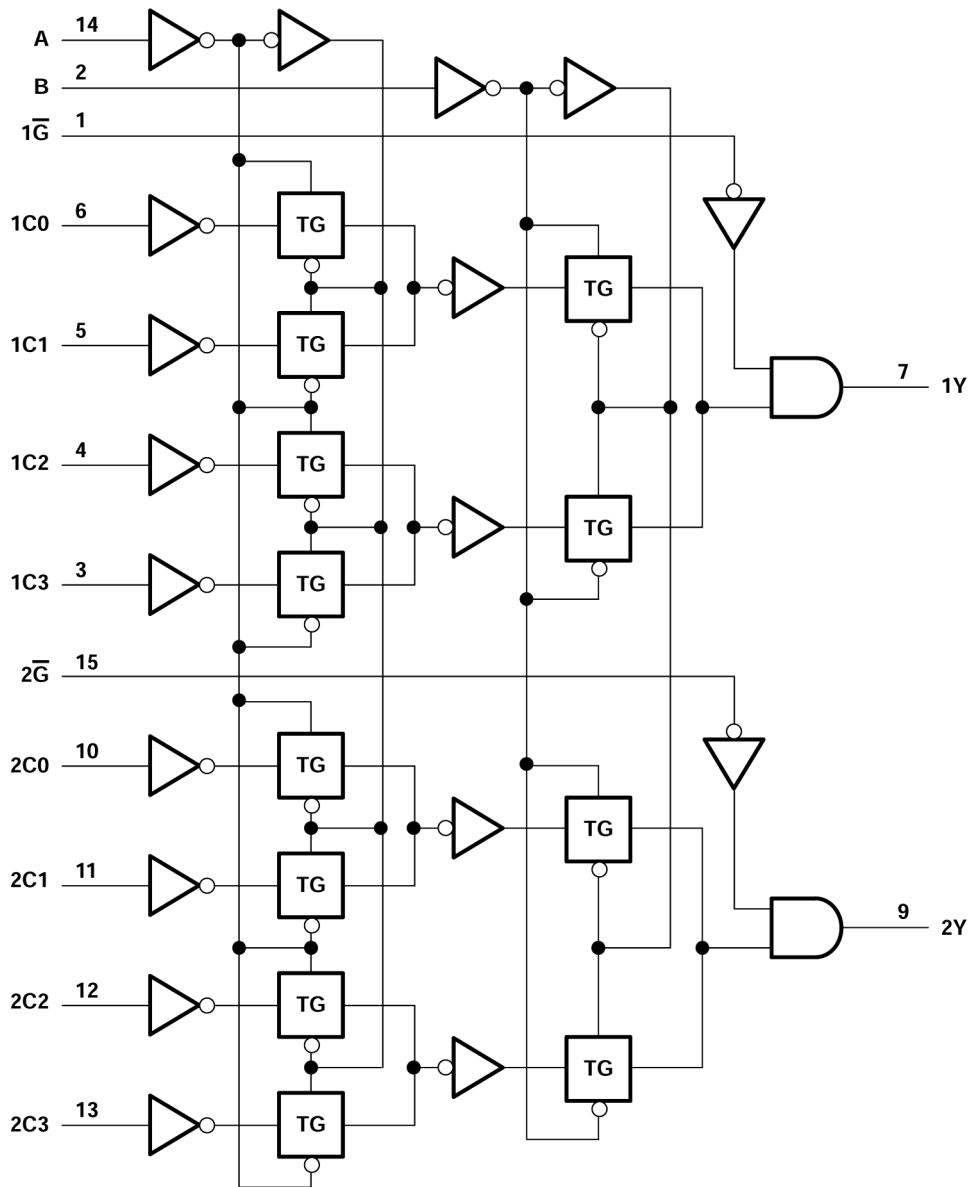 A 14
B 2
1G̅ 1
1C0 6 TG
TG
1C1 5 TG
7 1Y
1C2 4 TG
TG
1C3 3 TG
2G̅ 15
2C0 10 TG
TG
2C1 11 TG
9 2Y
2C2 12 TG
TG
2C3 13 TG